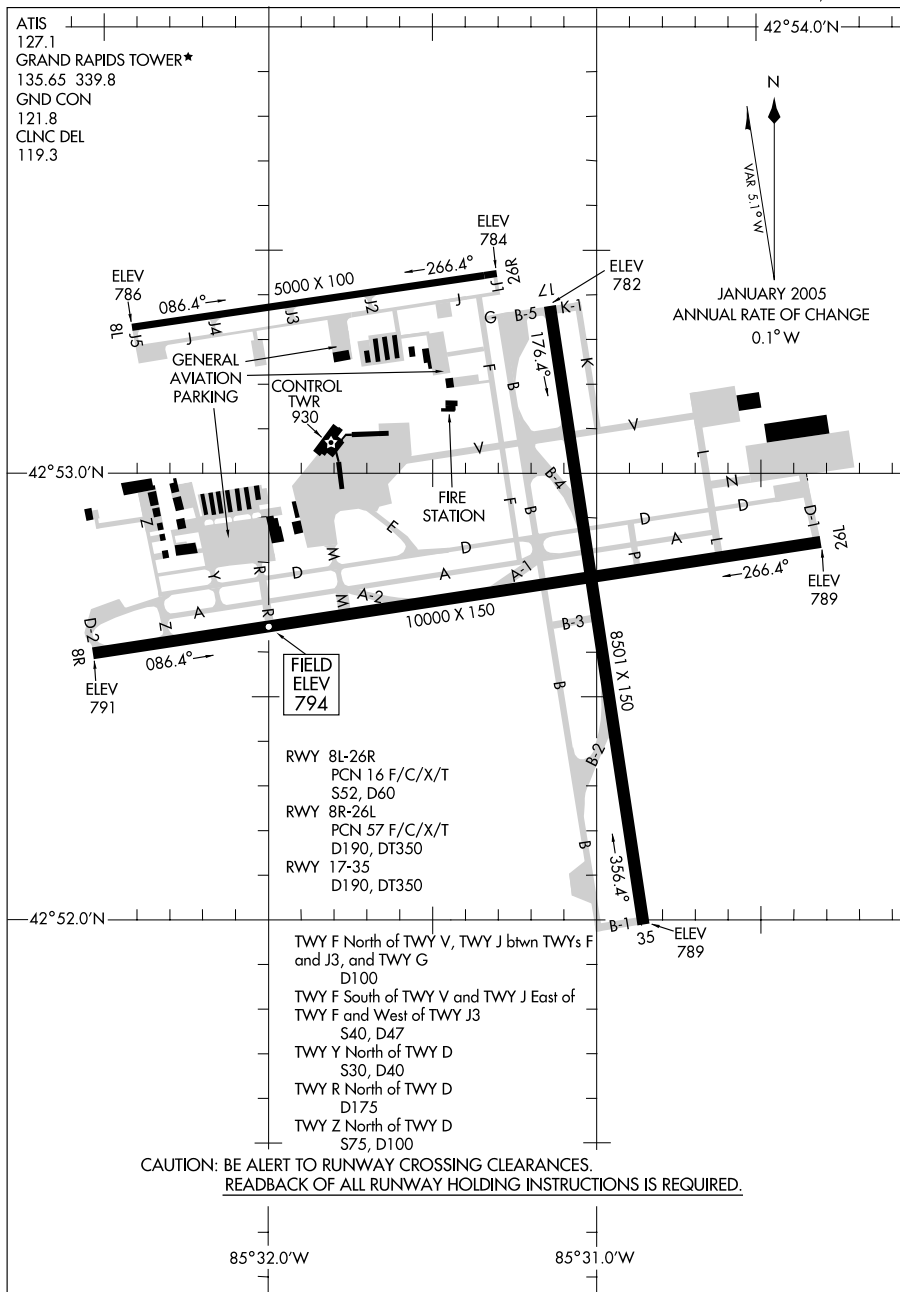 ATIS
127.1
GRAND RAPIDS TOWER★
135.65 339.8
GND CON
121.8
CLNC DEL
119.3
42°54.0'N
N
VAR 5.1°W
JANUARY 2005
ANNUAL RATE OF CHANGE
0.1°W
ELEV
786
8L
086.4°
5000 X 100
266.4°
ELEV
784
26R
J5
J
J4
J3
J2
J
J1
ELEV
782
17
G
B-5
K-1
176.4°
F
B
K
GENERAL
AVIATION
PARKING
CONTROL
TWR
930
V
V
42°53.0'N
FIRE
STATION
B-4
F
B
L
N
D
D
D-1
26L
Z
E
D
D
M
R
Y
A
A
A-1
A
P
L
A-2
M
R
Z
D-2
8R
086.4°
10000 X 150
266.4°
ELEV
789
ELEV
791
FIELD
ELEV
794
B-3
B
8501 X 150
B-2
B
356.4°
RWY 8L-26R
PCN 16 F/C/X/T
S52, D60
RWY 8R-26L
PCN 57 F/C/X/T
D190, DT350
RWY 17-35
D190, DT350
42°52.0'N
B-1
35
ELEV
789
TWY F North of TWY V, TWY J btwn TWYs F
and J3, and TWY G
D100
TWY F South of TWY V and TWY J East of
TWY F and West of TWY J3
S40, D47
TWY Y North of TWY D
S30, D40
TWY R North of TWY D
D175
TWY Z North of TWY D
S75, D100
CAUTION: BE ALERT TO RUNWAY CROSSING CLEARANCES.
READBACK OF ALL RUNWAY HOLDING INSTRUCTIONS IS REQUIRED.
85°32.0'W
85°31.0'W